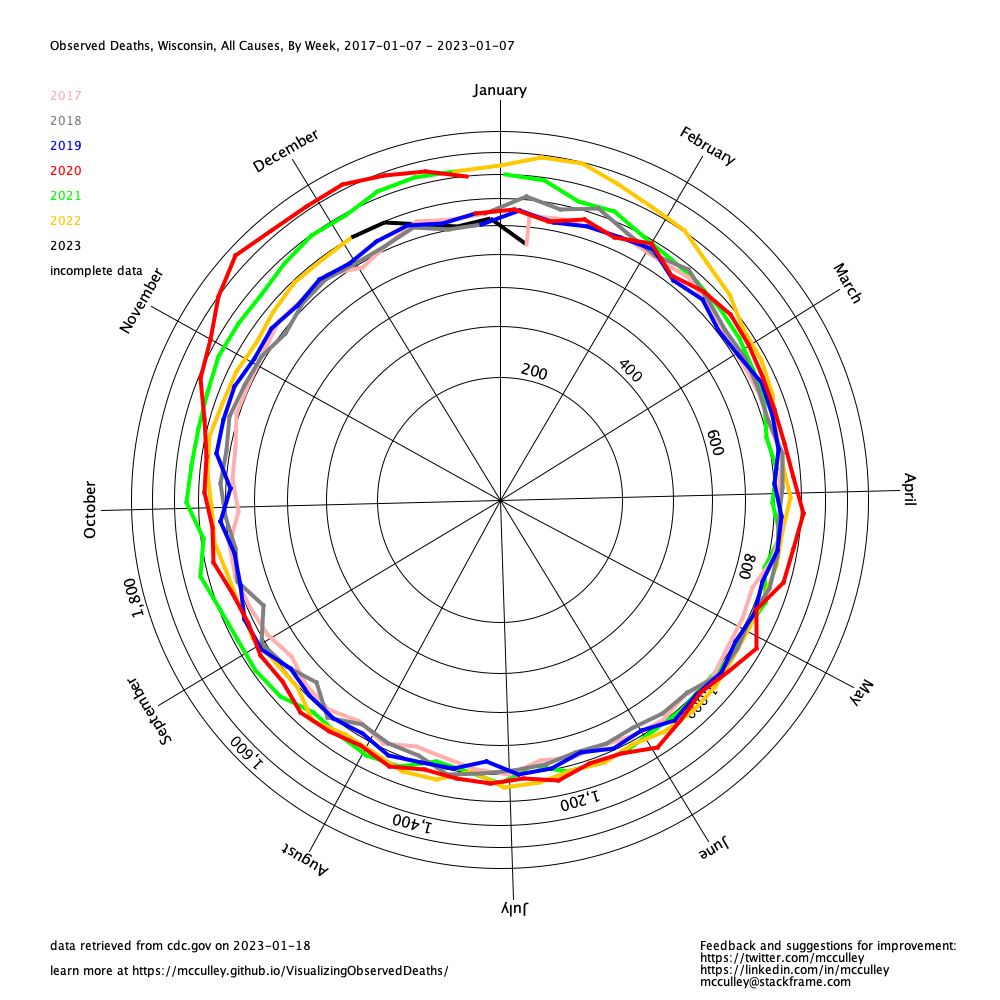 Observed Deaths, Wisconsin, All Causes, By Week, 2017-01-07 - 2023-01-07
January
2017
2018
2019
2020
2021
2022
2023
incomplete data
December
February
November
March
200
400
600
October
April
800
1,800
September
May
1,600
1,400
1,200
August
June
July
data retrieved from cdc.gov on 2023-01-18
learn more at https://mcculley.github.io/VisualizingObservedDeaths/
Feedback and suggestions for improvement:
https://twitter.com/mcculley
https://linkedin.com/in/mcculley
mcculley@stackframe.com